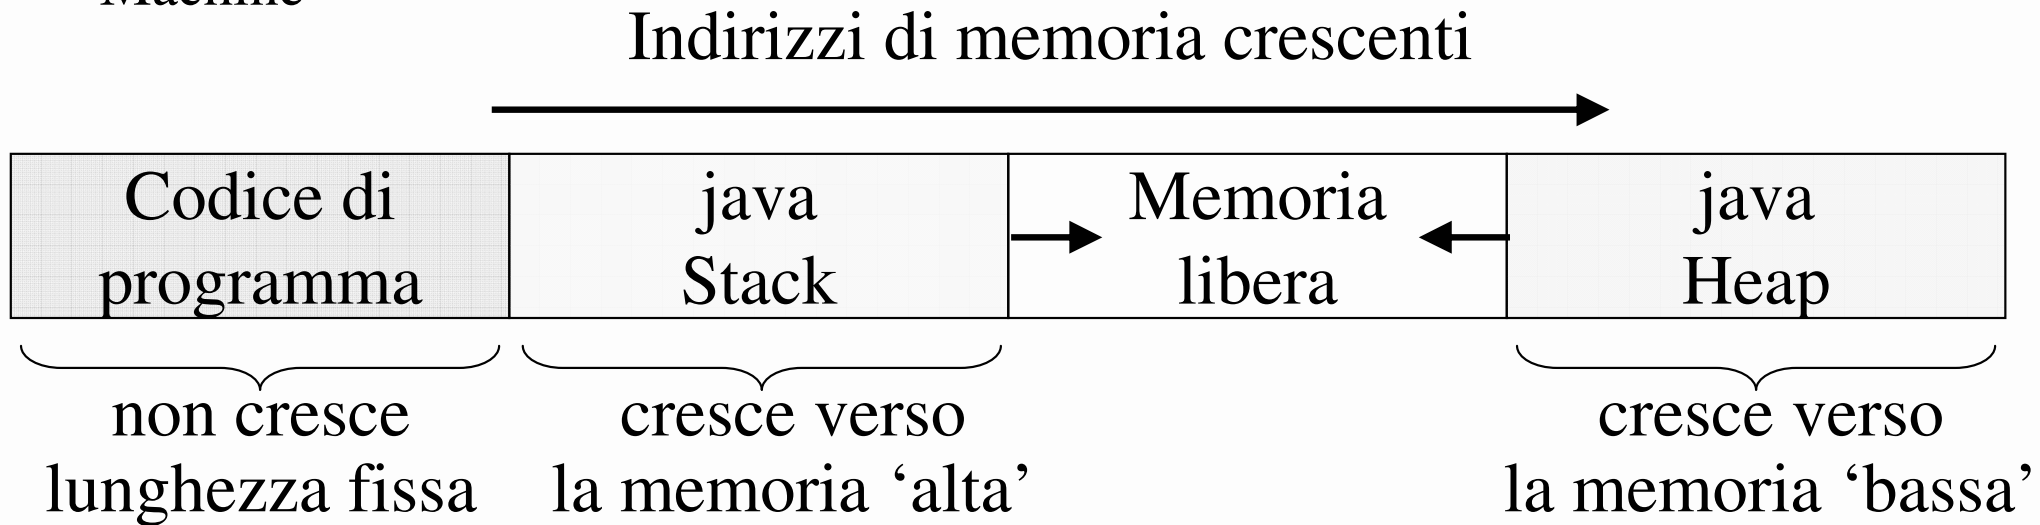 Machine
Indirizzi di memoria crescenti
Codice di
programma
java
Stack
Memoria
libera
java
Heap
non cresce
lunghezza fissa
cresce verso
la memoria ‘alta’
cresce verso
la memoria ‘bassa’